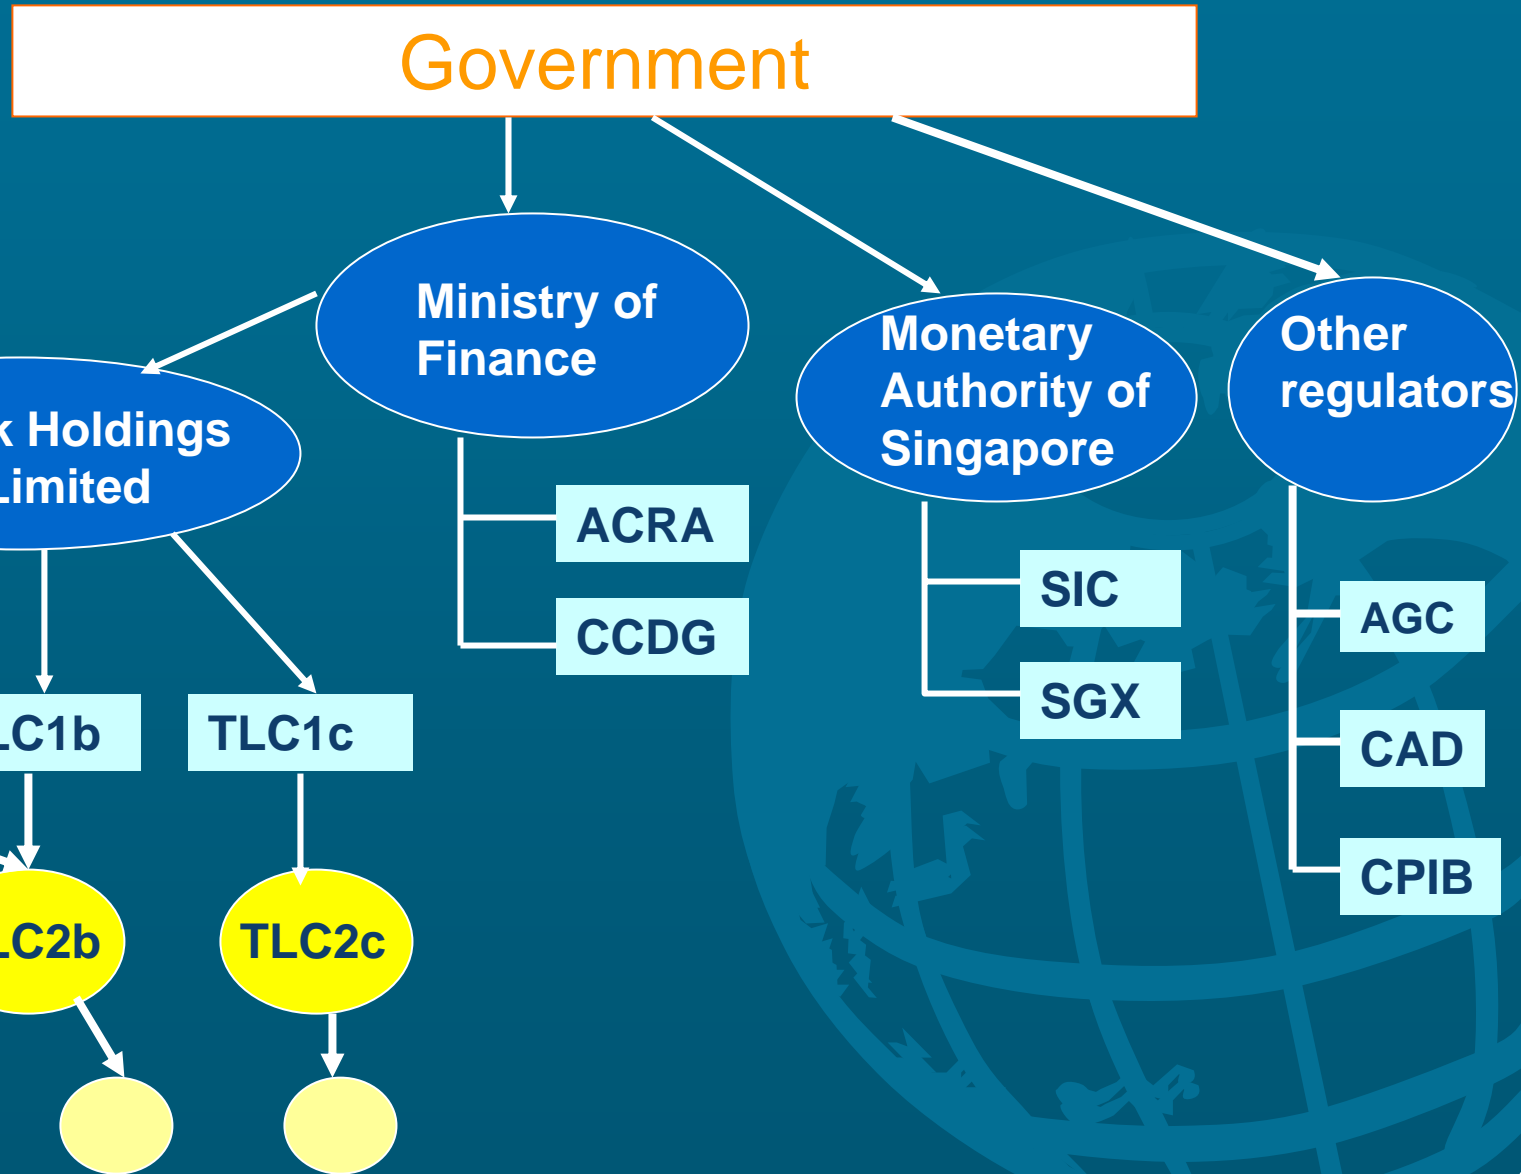 Government
Ministry of
Finance
Monetary
Authority of
Singapore
Other
regulators
Holdings
Limited
ACRA
CCDG
SIC
SGX
AGC
CAD
CPIB
LC1b
TLC1c
LC2b
TLC2c